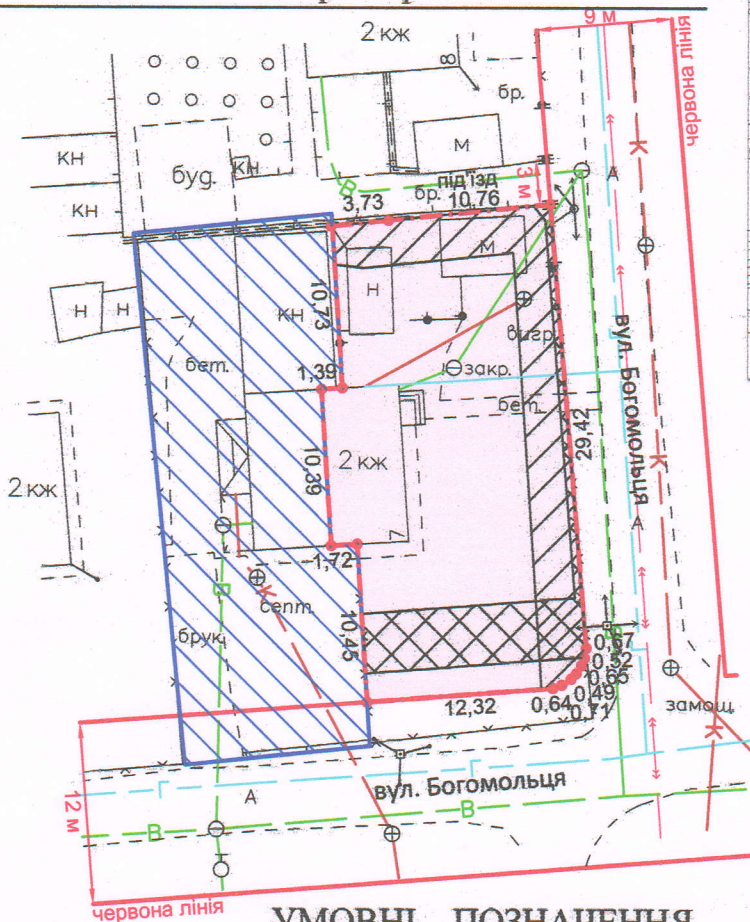 9 м
2 кж
8
червона лінія
К
бр.
м
кн
буд.
кн
В
під'їзд
А
кн
3,73
бр.
10,76
3 м
м
н
н
10,73
кн
н
вигр.
вул. Богомольця
бет.
1,39
закр.
бет.
29,42
2 кж
10,39
2 кж
К
7
А
1,72
В
К
септ.
брук.
10,45
0,67
0,52
0,65
0,49
0,64
0,71
12,32
замощ.
К
Г
12 м
Г
А
Г
вул. Богомольця
В
В
червона лінія
УМОВНІ ПОЗНАЧЕННЯ